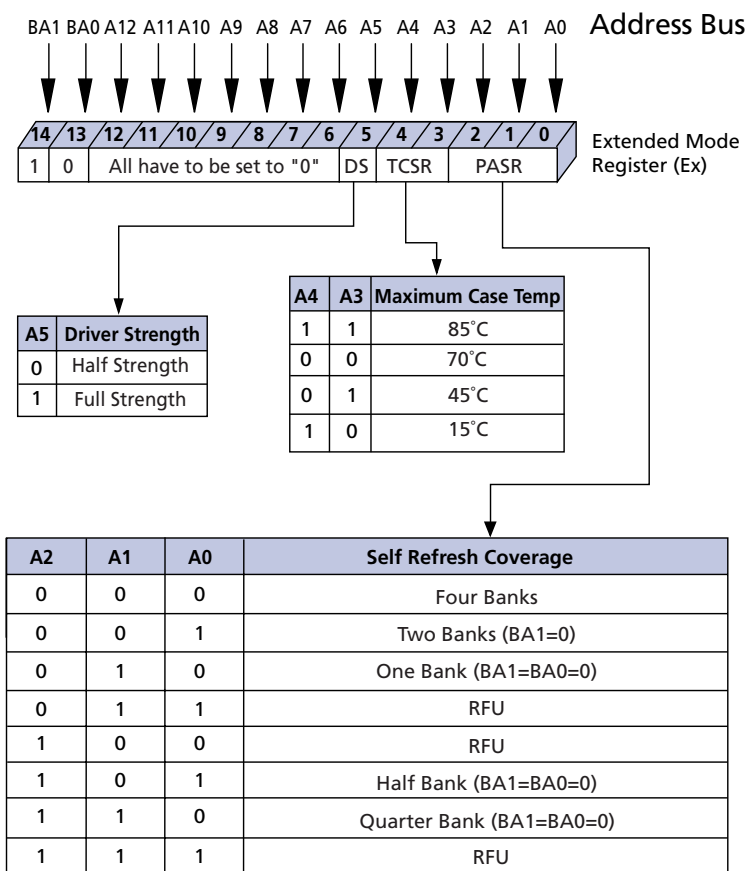 BA1 BA0 A12 A11 A10 A9 A8 A7 A6 A5 A4 A3 A2 A1 A0 Address Bus
14 13 12 11 10 9 8 7 6 5 4 3 2 1 0
Extended Mode
Register (Ex)
1 0 All have to be set to "0" DS TCSR PASR
A4 A3 Maximum Case Temp
1 1 85˚C
0 0 70˚C
0 1 45˚C
1 0 15˚C
A5 Driver Strength
0 Half Strength
1 Full Strength
A2 A1 A0 Self Refresh Coverage
0 0 0 Four Banks
0 0 1 Two Banks (BA1=0)
0 1 0 One Bank (BA1=BA0=0)
0 1 1 RFU
1 0 0 RFU
1 0 1 Half Bank (BA1=BA0=0)
1 1 0 Quarter Bank (BA1=BA0=0)
1 1 1 RFU